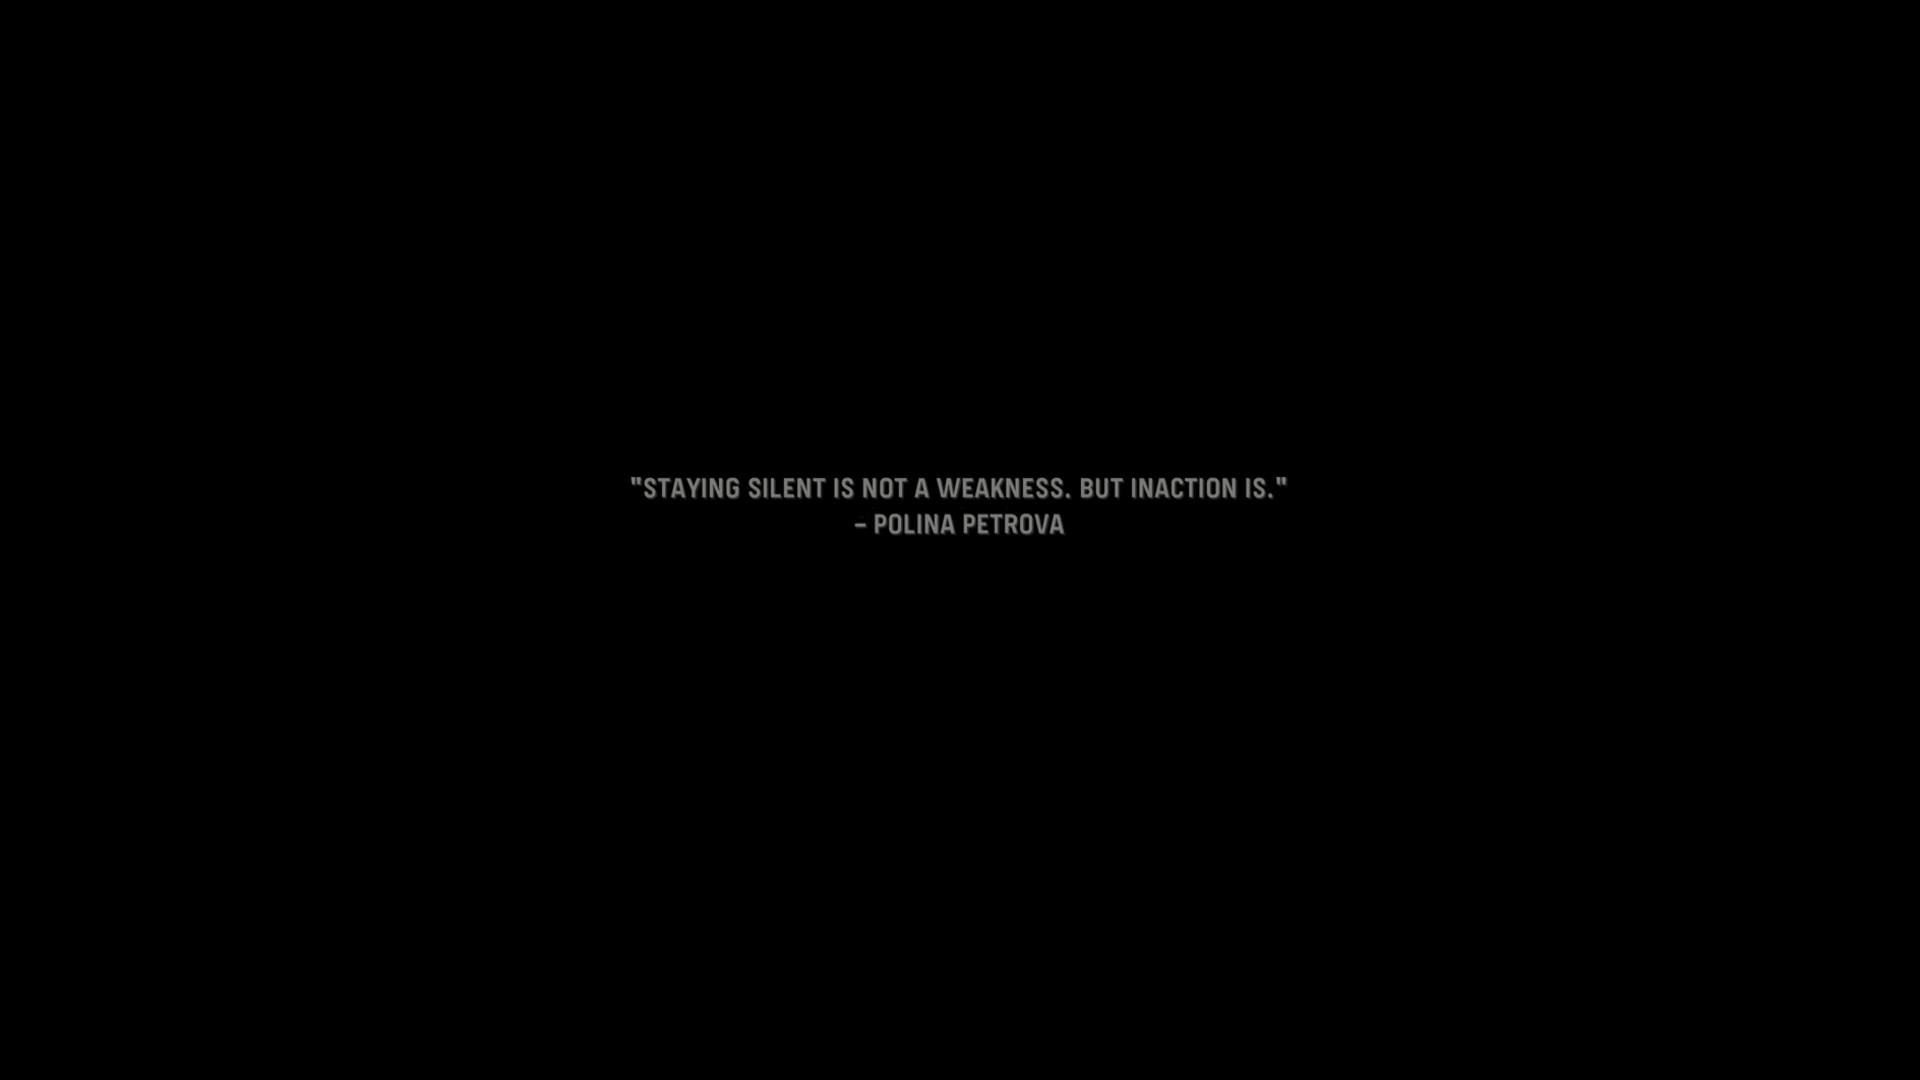 "STAYING SILENT IS NOT A WEAKNESS. BUT INACTION IS."
– POLINA PETROVA